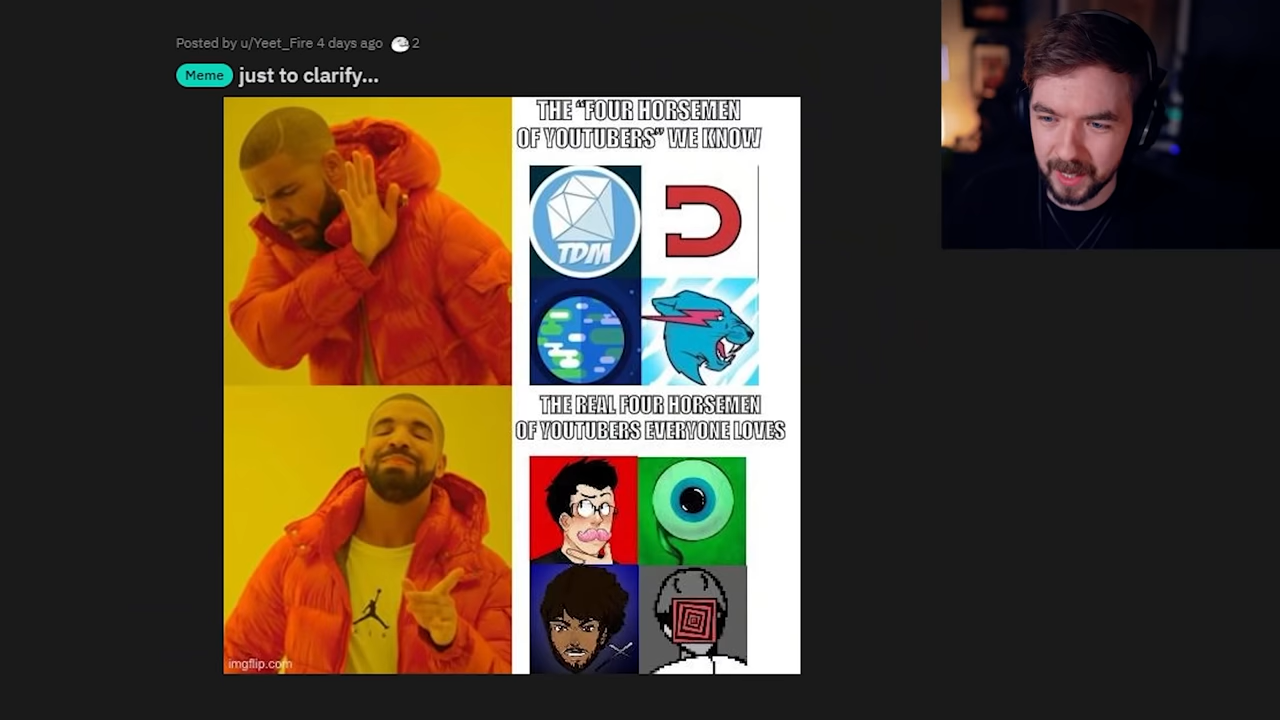 Posted by u/Yeet_Fire 4 days ago 2
Meme just to clarify...
THE “FOUR HORSEMEN
OF YOUTUBERS” WE KNOW
TDM
THE REAL FOUR HORSEMEN
OF YOUTUBERS EVERYONE LOVES
imgflip.com